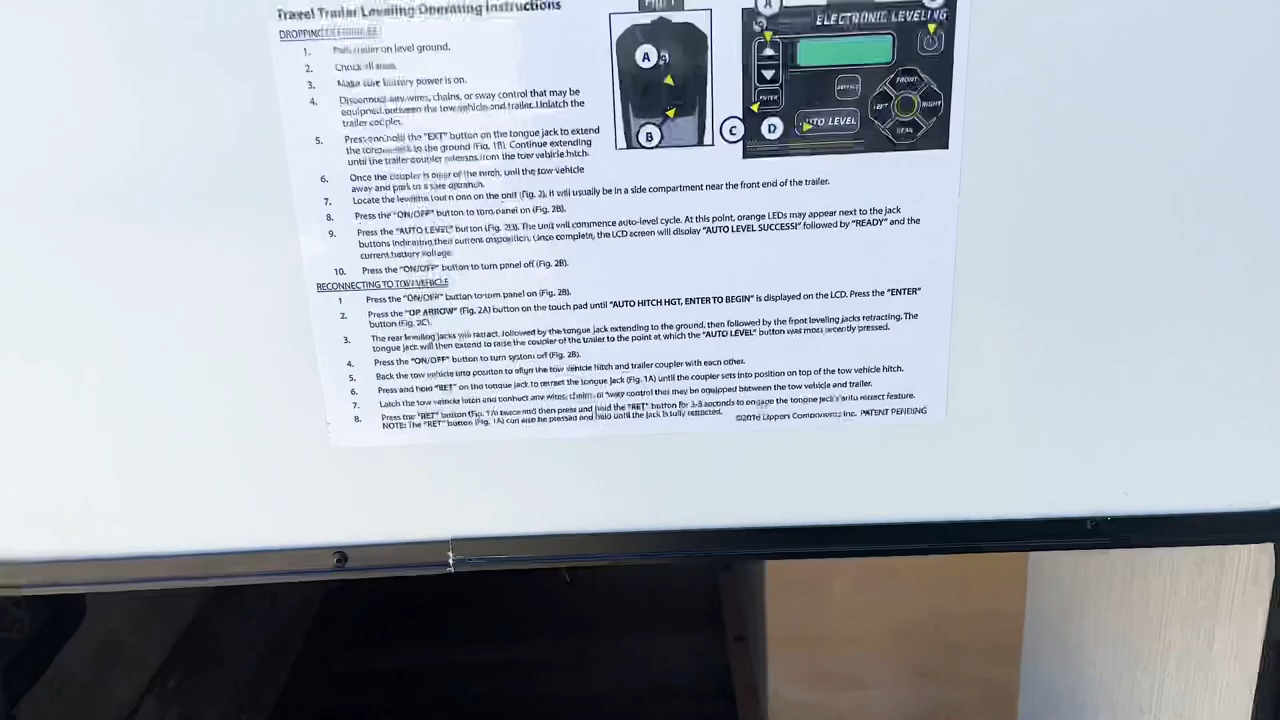 Travel Trailer Leveling Operating Instructions
DROPPING
1. trailer on level ground.
2. Check all
3. Make sure battery power is on.
4. Disconnect any wires, chains, or sway control that may be
equipped between the tow vehicle and trailer. Unlatch the
trailer coupler.
5. Press and hold the "EXT" button on the tongue jack to extend
the tongue jack to the ground (Fig. 1B). Continue extending
until the trailer coupler releases from the tow vehicle hitch.
6. Once the coupler is clear of the hitch, the tow vehicle
away and park at a safe distance.
7. Locate the leveling touch pad on the unit (Fig. 2), it will usually be in a side compartment near the front end of the trailer.
8. Press the "ON/OFF" button to turn panel on (Fig. 2B).
9. Press the "AUTO LEVEL" button (Fig. 2D). The unit will commence auto-level cycle. At this point, orange LEDs may appear next to the jack
buttons indicating their current disposition. Once complete, the LCD screen will display "AUTO LEVEL SUCCESS!" followed by "READY" and the
current battery voltage.
10. Press the "ON/OFF" button to turn panel off (Fig. 2B).
RECONNECTING TO TOW VEHICLE
1 Press the "ON/OFF" button to turn panel on (Fig. 2B).
2. Press the "UP ARROW" (Fig. 2A) button on the touch pad until "AUTO HITCH HGT, ENTER TO BEGIN" is displayed on the LCD. Press the "ENTER"
button (Fig. 2C).
3. The rear leveling jacks will retract, followed by the tongue jack extending to the ground, then followed by the front leveling jacks retracting. The
tongue jack will then extend to raise the coupler of the trailer to the point at which the "AUTO LEVEL" button was most recently pressed.
4. Press the "ON/OFF" button to turn system off (Fig. 2B).
5. Back the tow vehicle into position to align the tow vehicle hitch and trailer coupler with each other.
6. Press and hold "RET" on the tongue jack to retract the tongue jack (Fig. 1A) until the coupler sets into position on top of the tow vehicle hitch.
7. Latch the tow vehicle hitch and connect any wires, chains, or sway control that may be equipped between the tow vehicle and trailer.
8. Press the "RET" button (Fig. 1A) twice and then press and hold the "RET" button for 3-5 seconds to engage the tongue jack's auto retract feature.
NOTE: The "RET" button (Fig. 1A) can also be pressed and held until the jack is fully retracted.
©2016 Lippert Components Inc. PATENT PENDING
A
B
A
C
D
ELECTRONIC LEVELING
ENTER
AUTO LEVEL
FRONT
LEFT
RIGHT
REAR